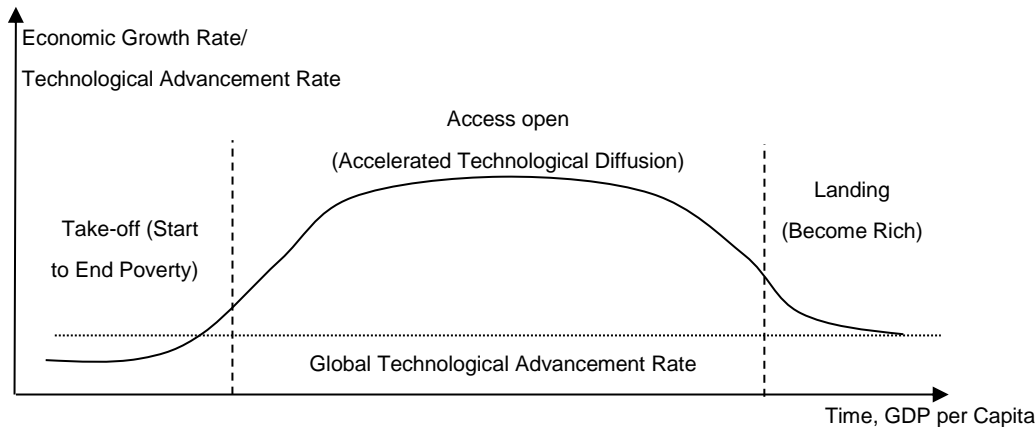 Economic Growth Rate/
Technological Advancement Rate
Access open
(Accelerated Technological Diffusion)
Landing
(Become Rich)
Take-off (Start
to End Poverty)
Global Technological Advancement Rate
Time, GDP per Capita